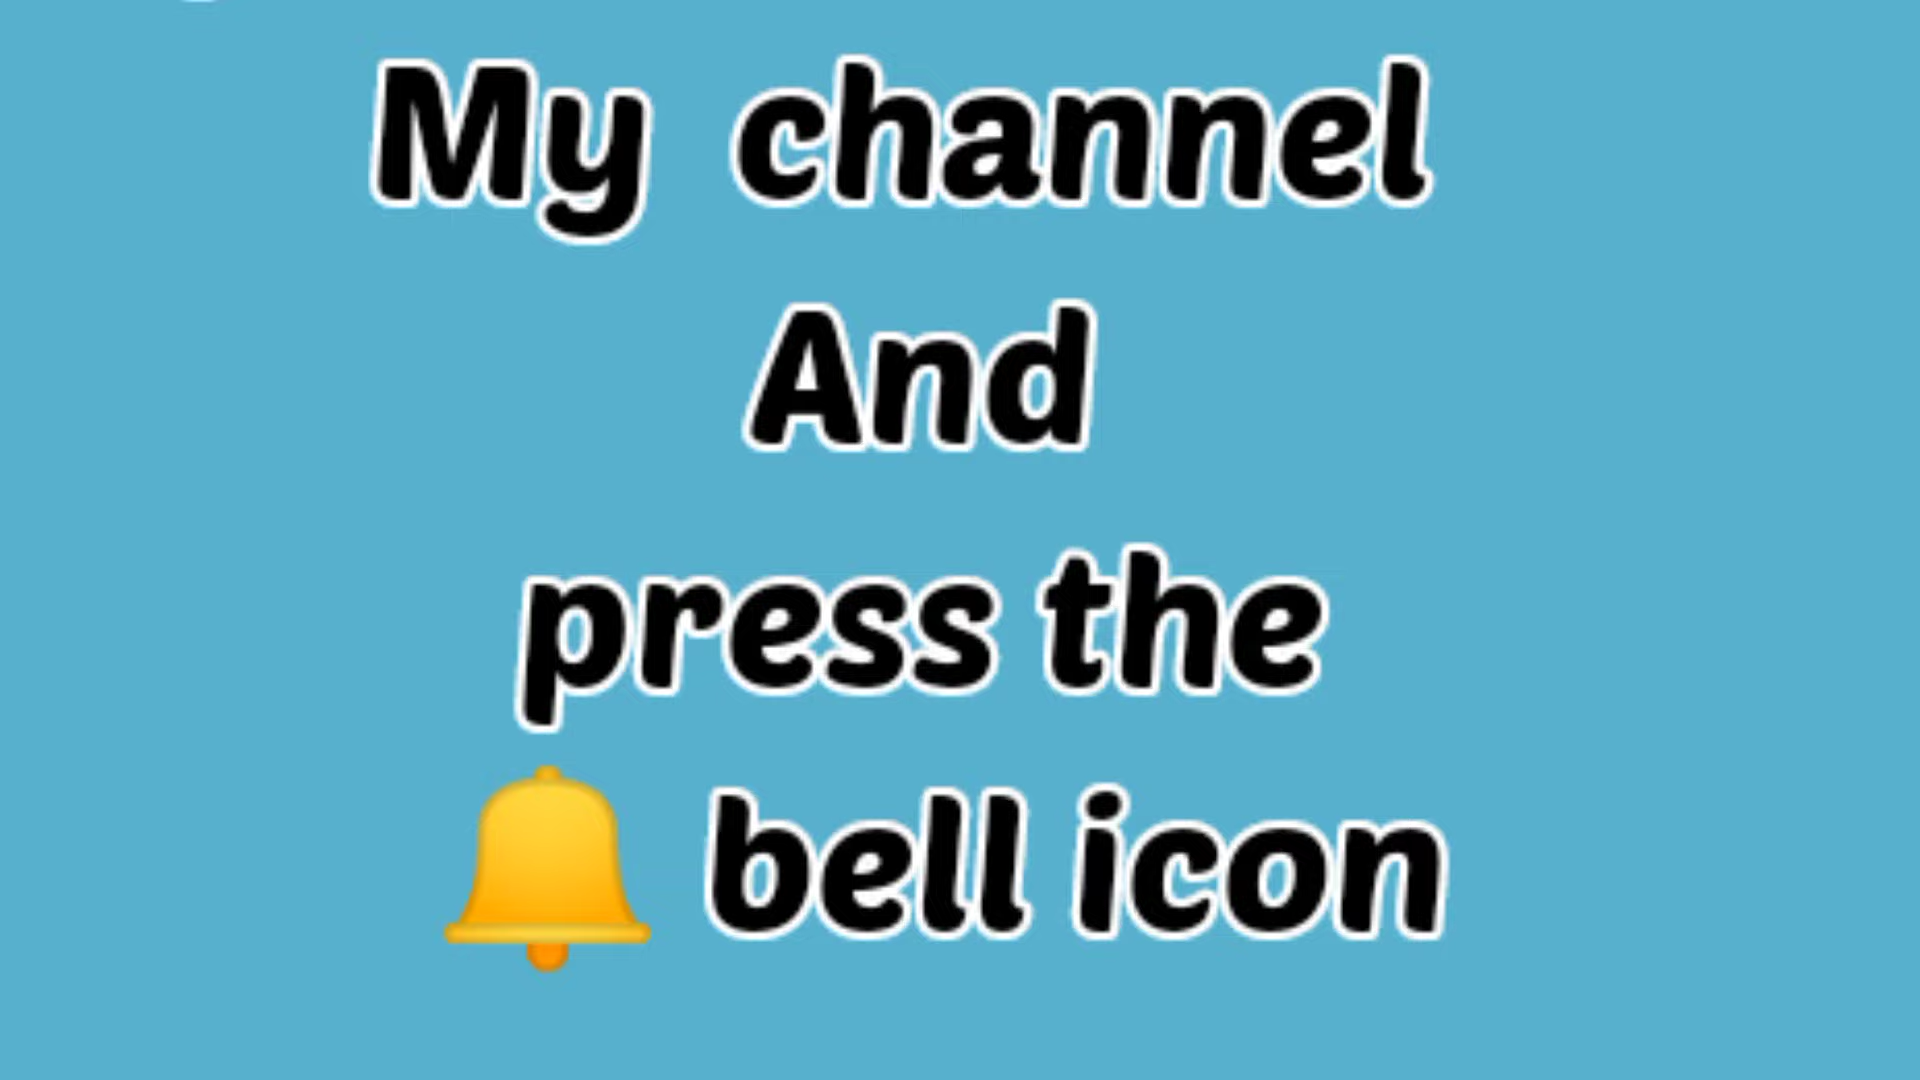 My channel
And
press the
🔔 bell icon